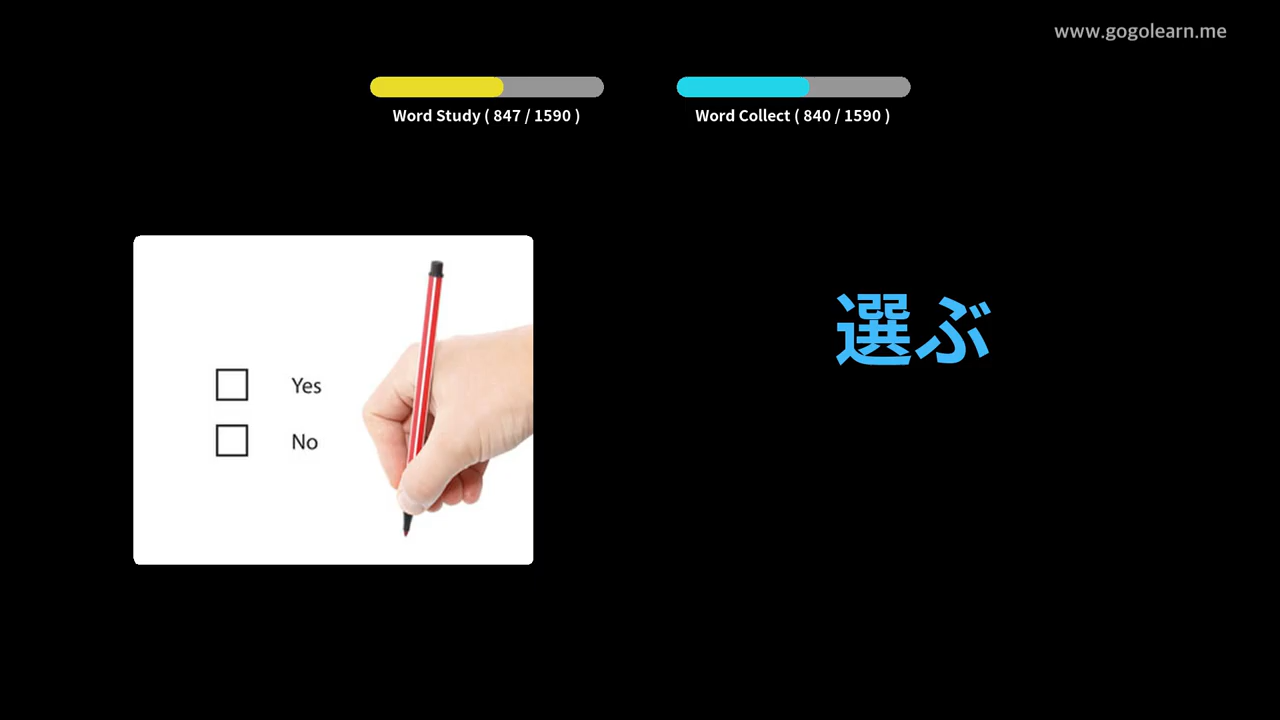 www.gogolearn.me
Word Study ( 847 / 1590 )
Word Collect ( 840 / 1590 )
Yes
No
選ぶ